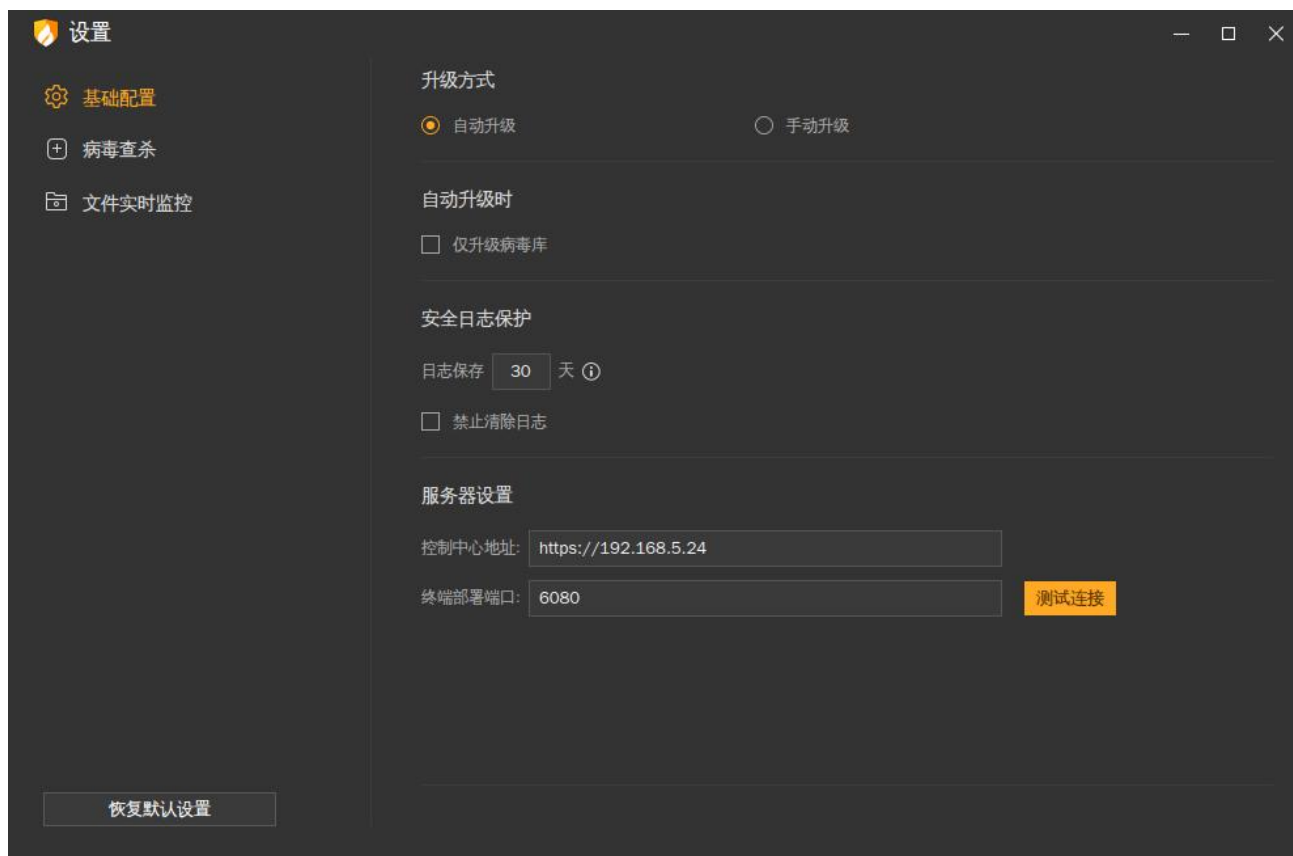 设置
基础配置
病毒查杀
文件实时监控
恢复默认设置
升级方式
自动升级 手动升级
自动升级时
仅升级病毒库
安全日志保护
日志保存 30 天
禁止清除日志
服务器设置
控制中心地址: https://192.168.5.24
终端部署端口: 6080 测试连接